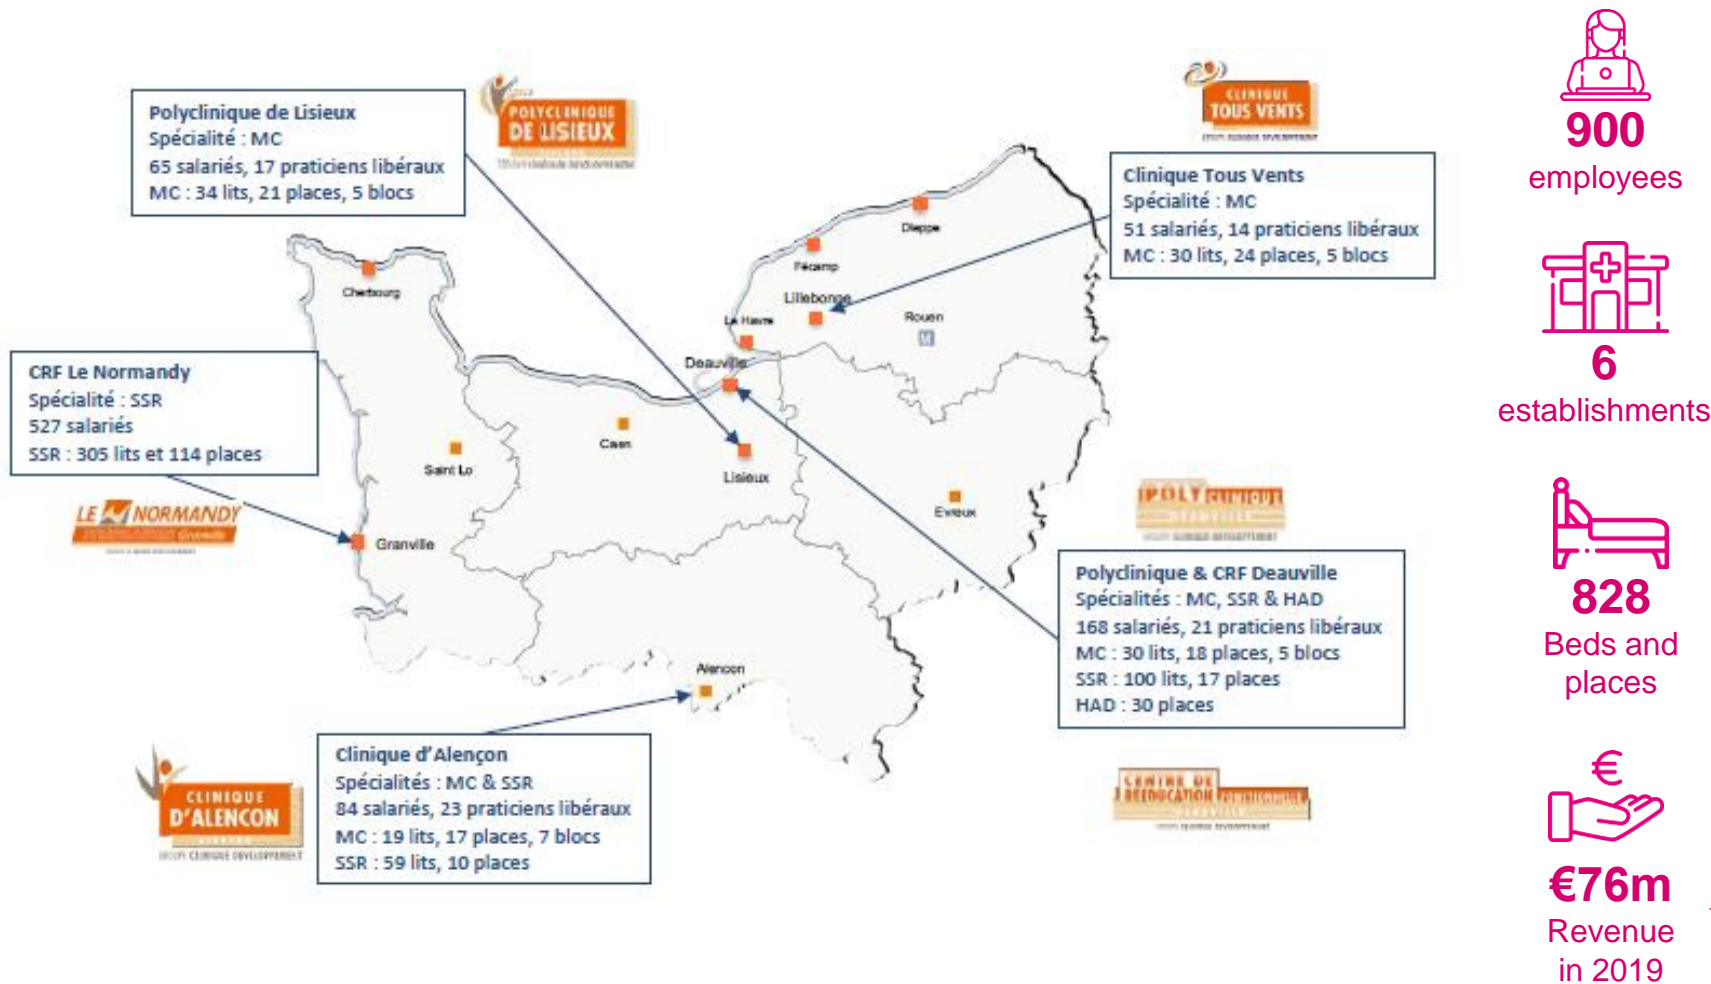 Polyclinique de Lisieux
Spécialité : MC
65 salariés, 17 praticiens libéraux
MC : 34 lits, 21 places, 5 blocs
POLYCLINIQUE
DE LISIEUX
CLINIQUE
TOUS VENTS
Clinique Tous Vents
Spécialité : MC
51 salariés, 14 praticiens libéraux
MC : 30 lits, 24 places, 5 blocs
900
employees
6
establishments
828
Beds and
places
€
€76m
Revenue
in 2019
Dieppe
Fécamp
Lillebonne
Cherbourg
Le Havre
Rouen
M
Deauville
CRF Le Normandy
Spécialité : SSR
527 salariés
SSR : 305 lits et 114 places
Caen
Saint Lo
Lisieux
Evreux
LE NORMANDY
Granville
Granville
POLYCLINIQUE
DEAUVILLE
Polyclinique & CRF Deauville
Spécialités : MC, SSR & HAD
168 salariés, 21 praticiens libéraux
MC : 30 lits, 18 places, 5 blocs
SSR : 100 lits, 17 places
HAD : 30 places
Alencon
Clinique d'Alençon
Spécialités : MC & SSR
84 salariés, 23 praticiens libéraux
MC : 19 lits, 17 places, 7 blocs
SSR : 59 lits, 10 places
CLINIQUE
D'ALENCON
GROUPE CLINIQUE DEVELOPPEMENT
CENTRE DE
REEDUCATION FONCTIONNELLE